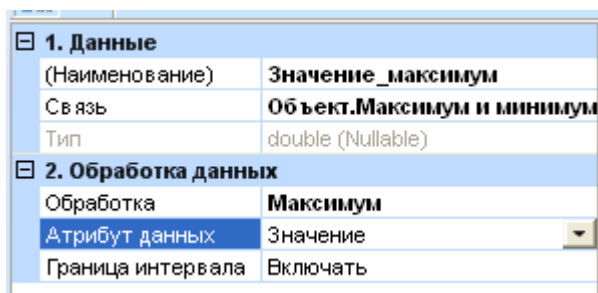 1. Данные
(Наименование) Значение_максимум
Связь Объект.Максимум и минимум
Тип double (Nullable)
2. Обработка данных
Обработка Максимум
Атрибут данных Значение
Граница интервала Включать